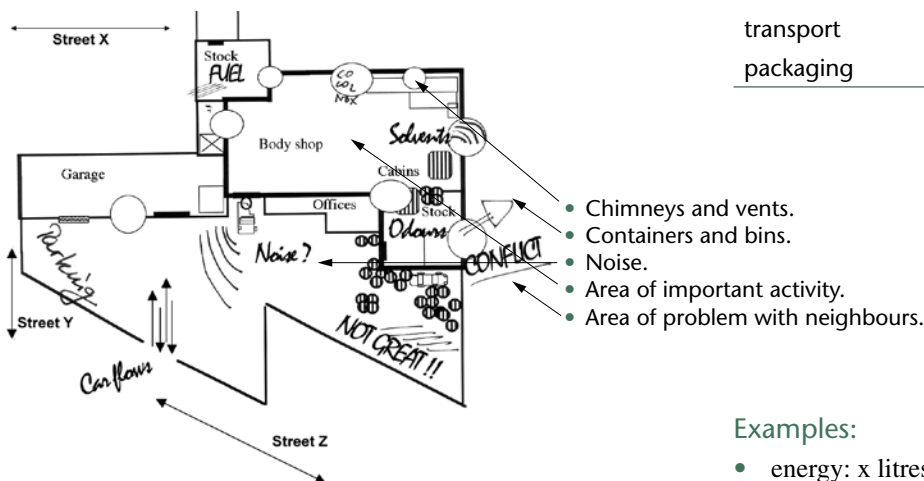 Street X
Stock
FUEL
CO
NOX
Body shop
Solvents
Cabins
Garage
Offices
Stock
Odours
Noise?
CONFLICT
Parking
Street Y
NOT GREAT!!
Car flows
Street Z
transport
packaging
• Chimneys and vents.
• Containers and bins.
• Noise.
• Area of important activity.
• Area of problem with neighbours.
Examples:
• energy: x litres